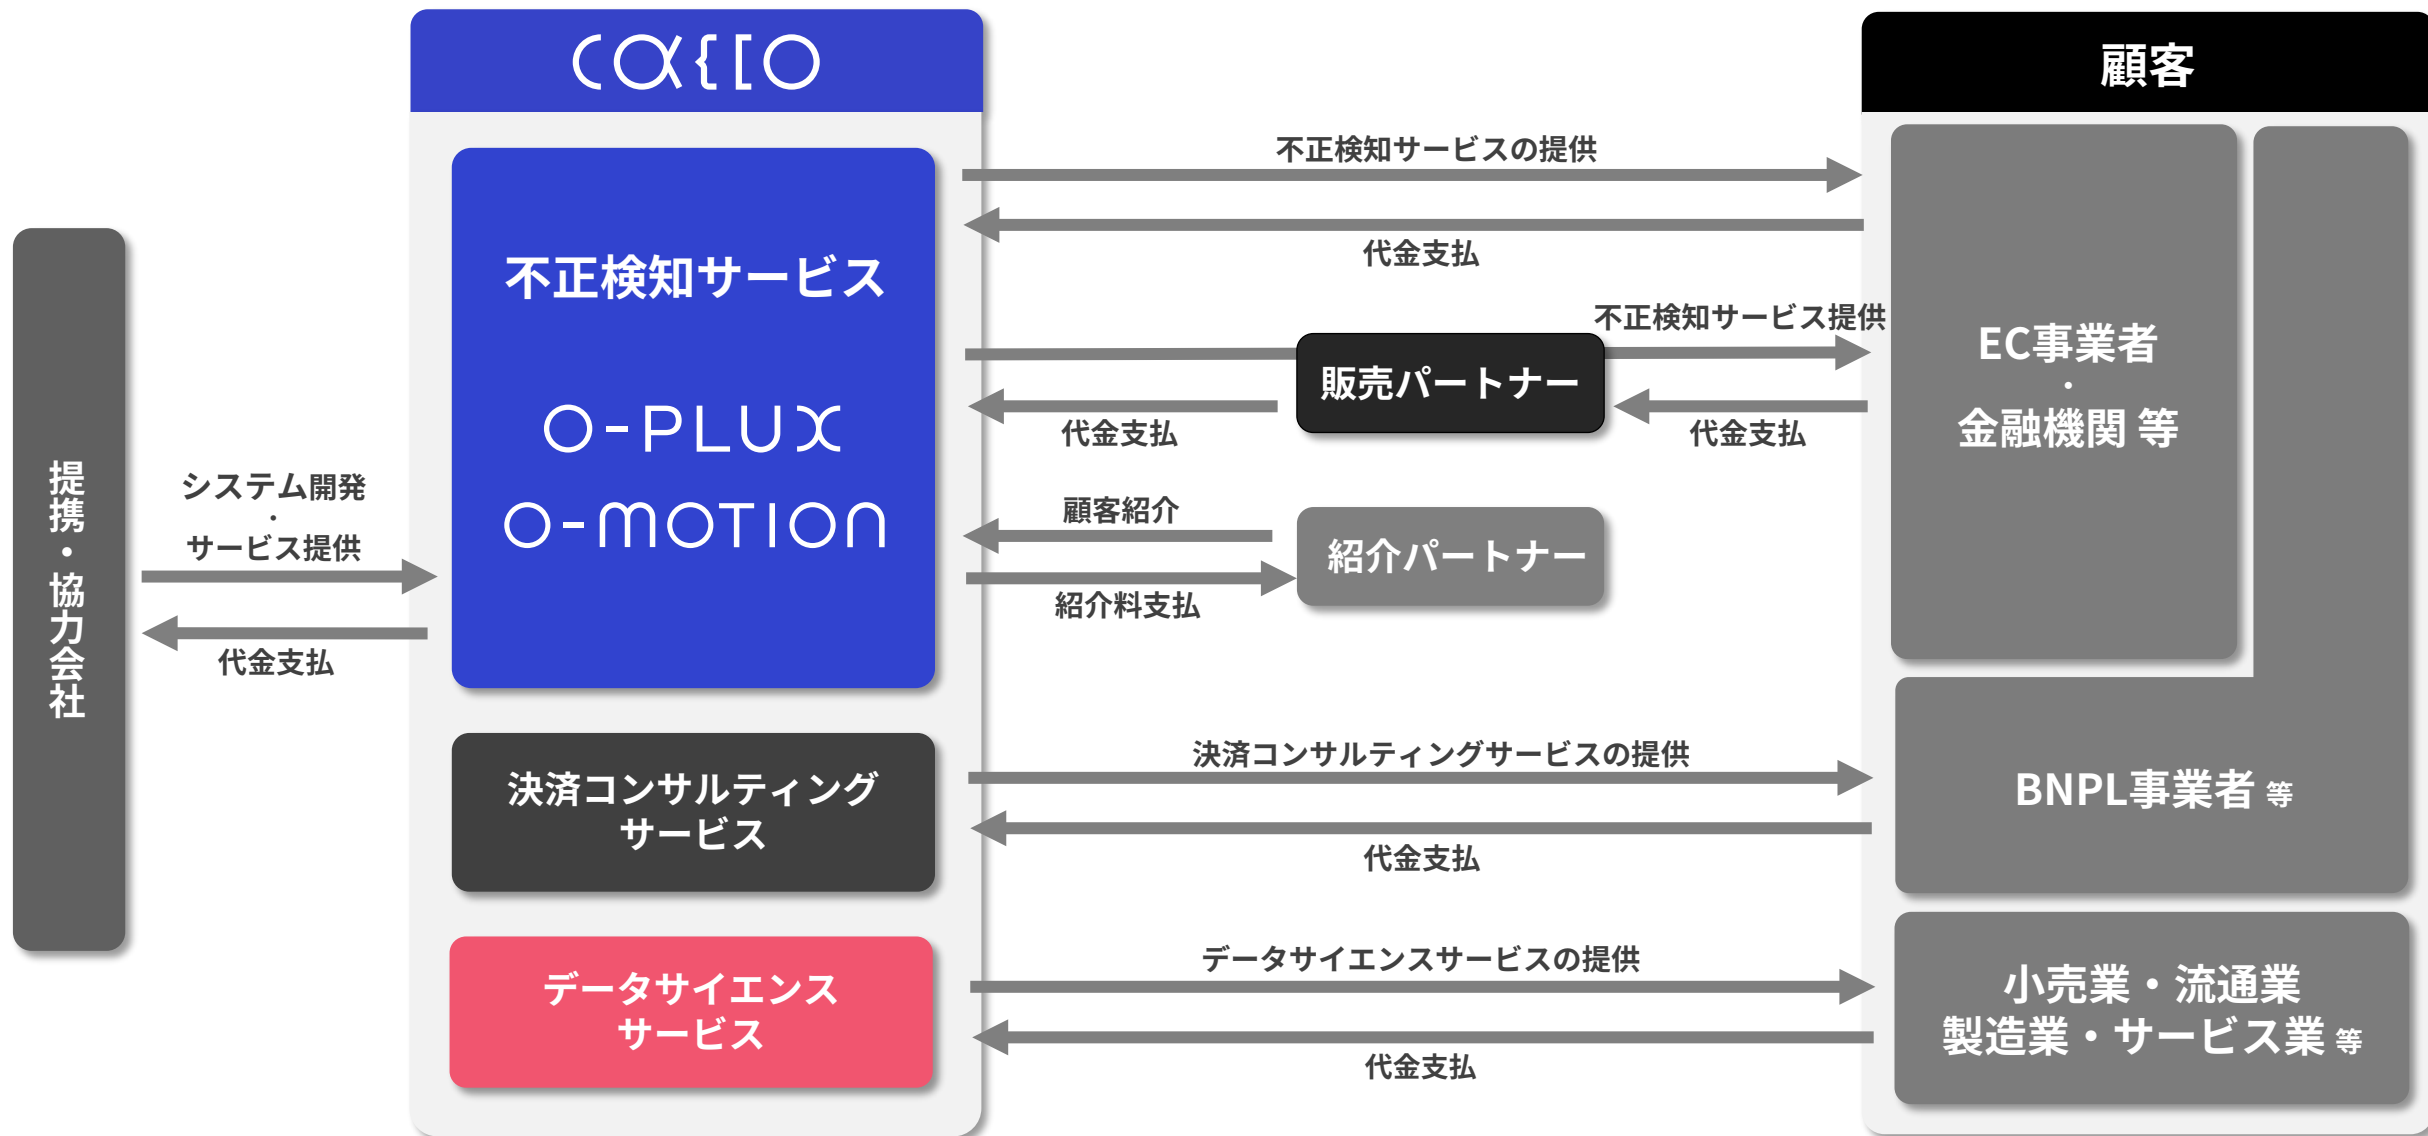 cacco
顧客
提携・協力会社
システム開発
・
サービス提供
代金支払
不正検知サービス
O-PLUX
O-MOTION
決済コンサルティング
サービス
データサイエンス
サービス
不正検知サービスの提供
代金支払
不正検知サービス提供
販売パートナー
代金支払
代金支払
顧客紹介
紹介パートナー
紹介料支払
決済コンサルティングサービスの提供
代金支払
データサイエンスサービスの提供
代金支払
EC事業者
・
金融機関 等
BNPL事業者 等
小売業・流通業
製造業・サービス業 等